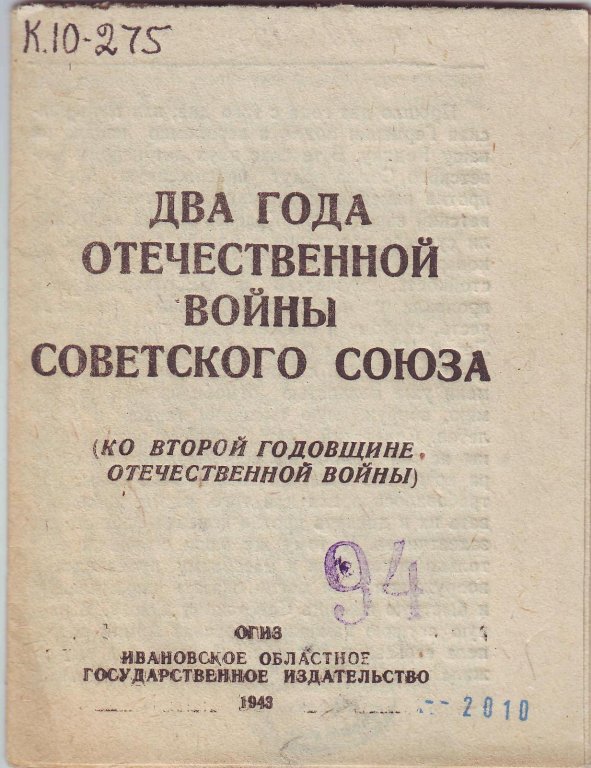 К.10-275
ДВА ГОДА
ОТЕЧЕСТВЕННОЙ
ВОЙНЫ
СОВЕТСКОГО СОЮЗА
(КО ВТОРОЙ ГОДОВЩИНЕ
ОТЕЧЕСТВЕННОЙ ВОЙНЫ)
94
ОГИЗ
ИВАНОВСКОЕ ОБЛАСТНОЕ
ГОСУДАРСТВЕННОЕ ИЗДАТЕЛЬСТВО
1943
-- 2010